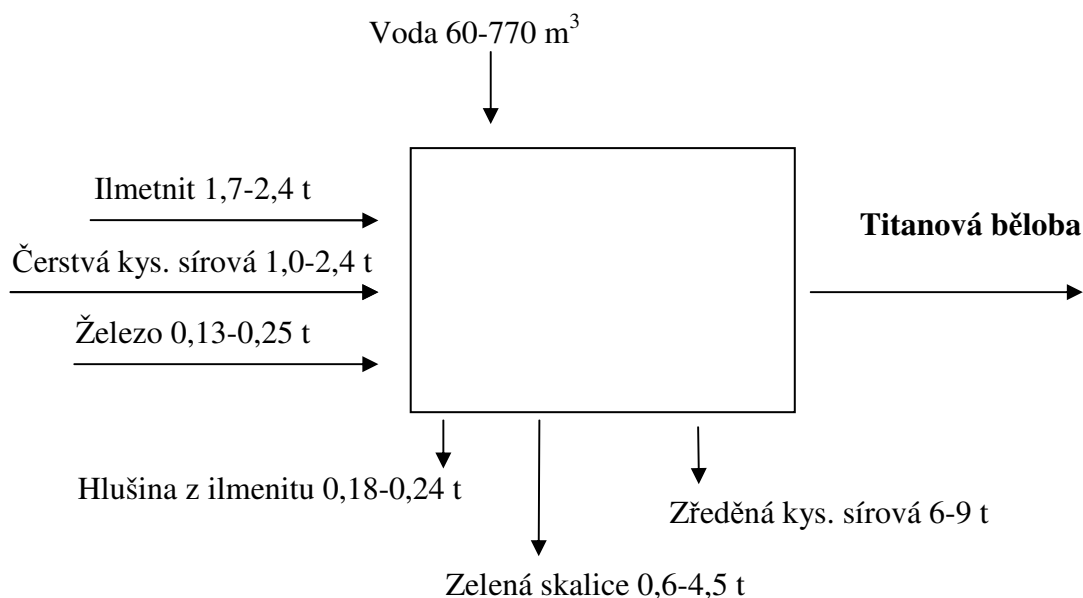 Voda 60-770 m³
Ilmetnit 1,7-2,4 t
Titanová běloba
Čerstvá kys. sírová 1,0-2,4 t
Železo 0,13-0,25 t
Hlušina z ilmenitu 0,18-0,24 t
Zředěná kys. sírová 6-9 t
Zelená skalice 0,6-4,5 t